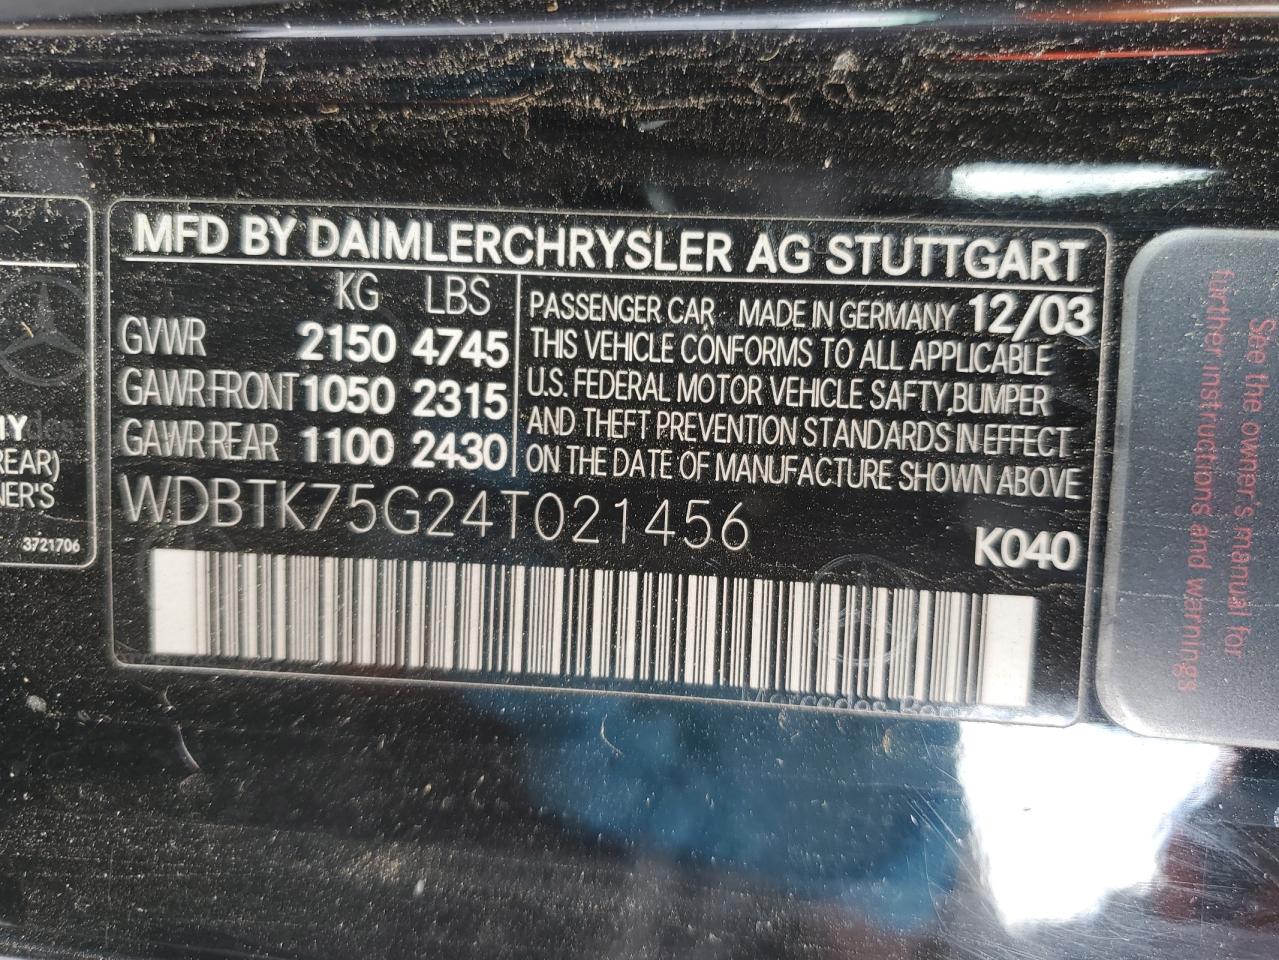 MFD BY DAIMLERCHRYSLER AG STUTTGART
KG LBS
GVWR 2150 4745
GAWR FRONT 1050 2315
GAWR REAR 1100 2430
PASSENGER CAR MADE IN GERMANY 12/03
THIS VEHICLE CONFORMS TO ALL APPLICABLE
U.S. FEDERAL MOTOR VEHICLE SAFTY,BUMPER
AND THEFT PREVENTION STANDARDS IN EFFECT
ON THE DATE OF MANUFACTURE SHOWN ABOVE
WDBTK75G24T021456
K040
Mercedes
REAR)
NER'S
3721706
See the owner's manual for
further instructions and warnings